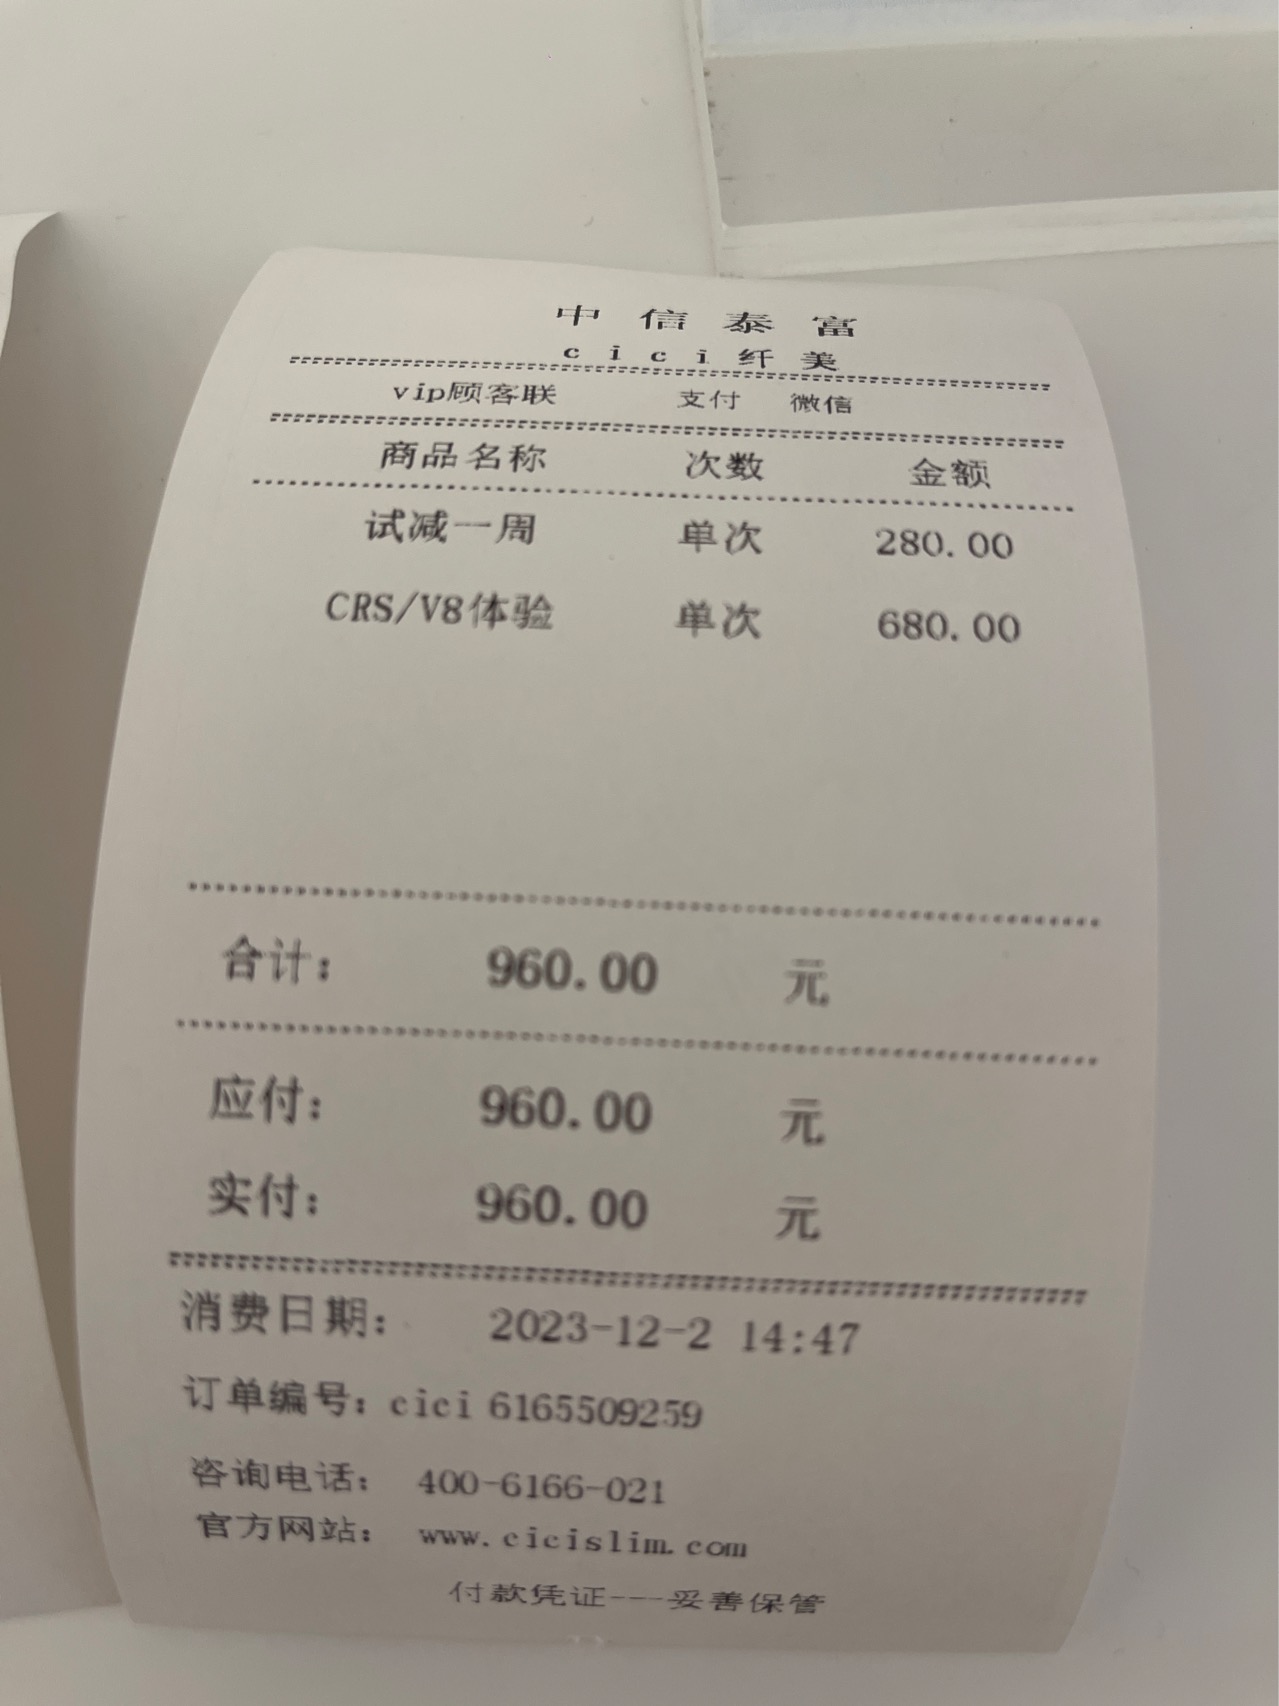 中信泰富
cici纤美
vip顾客联 支付 微信
商品名称 次数 金额
试减一周 单次 280.00
CRS/V8体验 单次 680.00
合计： 960.00 元
应付： 960.00 元
实付： 960.00 元
消费日期： 2023-12-2 14:47
订单编号：cici 6165509259
咨询电话： 400-6166-021
官方网站： www.cicislim.com
付款凭证---妥善保管